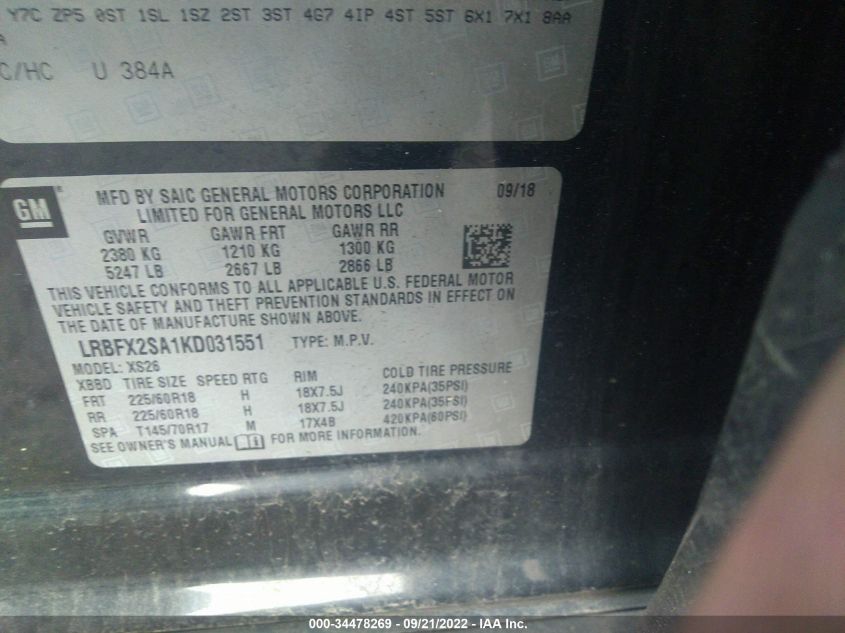 Y7C ZP5 0ST 1SL 1SZ 2ST 3ST 4G7 4IP 4ST 5ST 6X1 7X1 8AA
A
C/HC U 384A
GM
MFD BY SAIC GENERAL MOTORS CORPORATION 09/18
LIMITED FOR GENERAL MOTORS LLC
GVWR GAWR FRT GAWR RR
2380 KG 1210 KG 1300 KG
5247 LB 2667 LB 2866 LB
THIS VEHICLE CONFORMS TO ALL APPLICABLE U.S. FEDERAL MOTOR
VEHICLE SAFETY AND THEFT PREVENTION STANDARDS IN EFFECT ON
THE DATE OF MANUFACTURE SHOWN ABOVE.
LRBFX2SA1KD031551 TYPE: M.P.V.
MODEL: XS26
XBBD TIRE SIZE SPEED RTG RIM COLD TIRE PRESSURE
FRT 225/60R18 H 18X7.5J 240KPA(35PSI)
RR 225/60R18 H 18X7.5J 240KPA(35PSI)
SPA T145/70R17 M 17X4B 420KPA(60PSI)
SEE OWNER'S MANUAL FOR MORE INFORMATION.
000-34478269 - 09/21/2022 - IAA Inc.